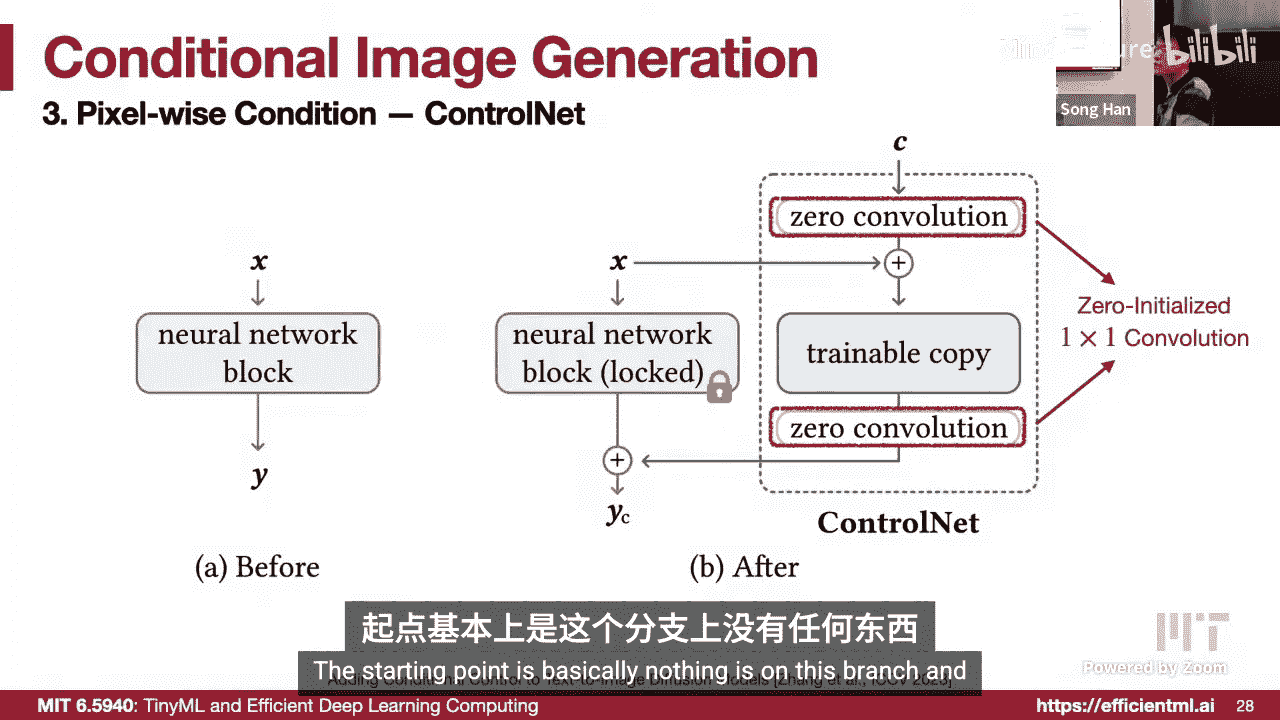 Conditional Image Generation
3. Pixel-wise Condition — ControlNet
bilibili
Song Han
x
neural network
block
y
(a) Before
x
neural network
block (locked)
+
yc
c
zero convolution
+
trainable copy
zero convolution
ControlNet
(b) After
Zero-Initialized
1 × 1 Convolution
起点基本上是这个分支上没有任何东西
The starting point is basically nothing is on this branch and
MIT
Powered by Zoom
MIT 6.5940: TinyML and Efficient Deep Learning Computing
https://efficientml.ai
28